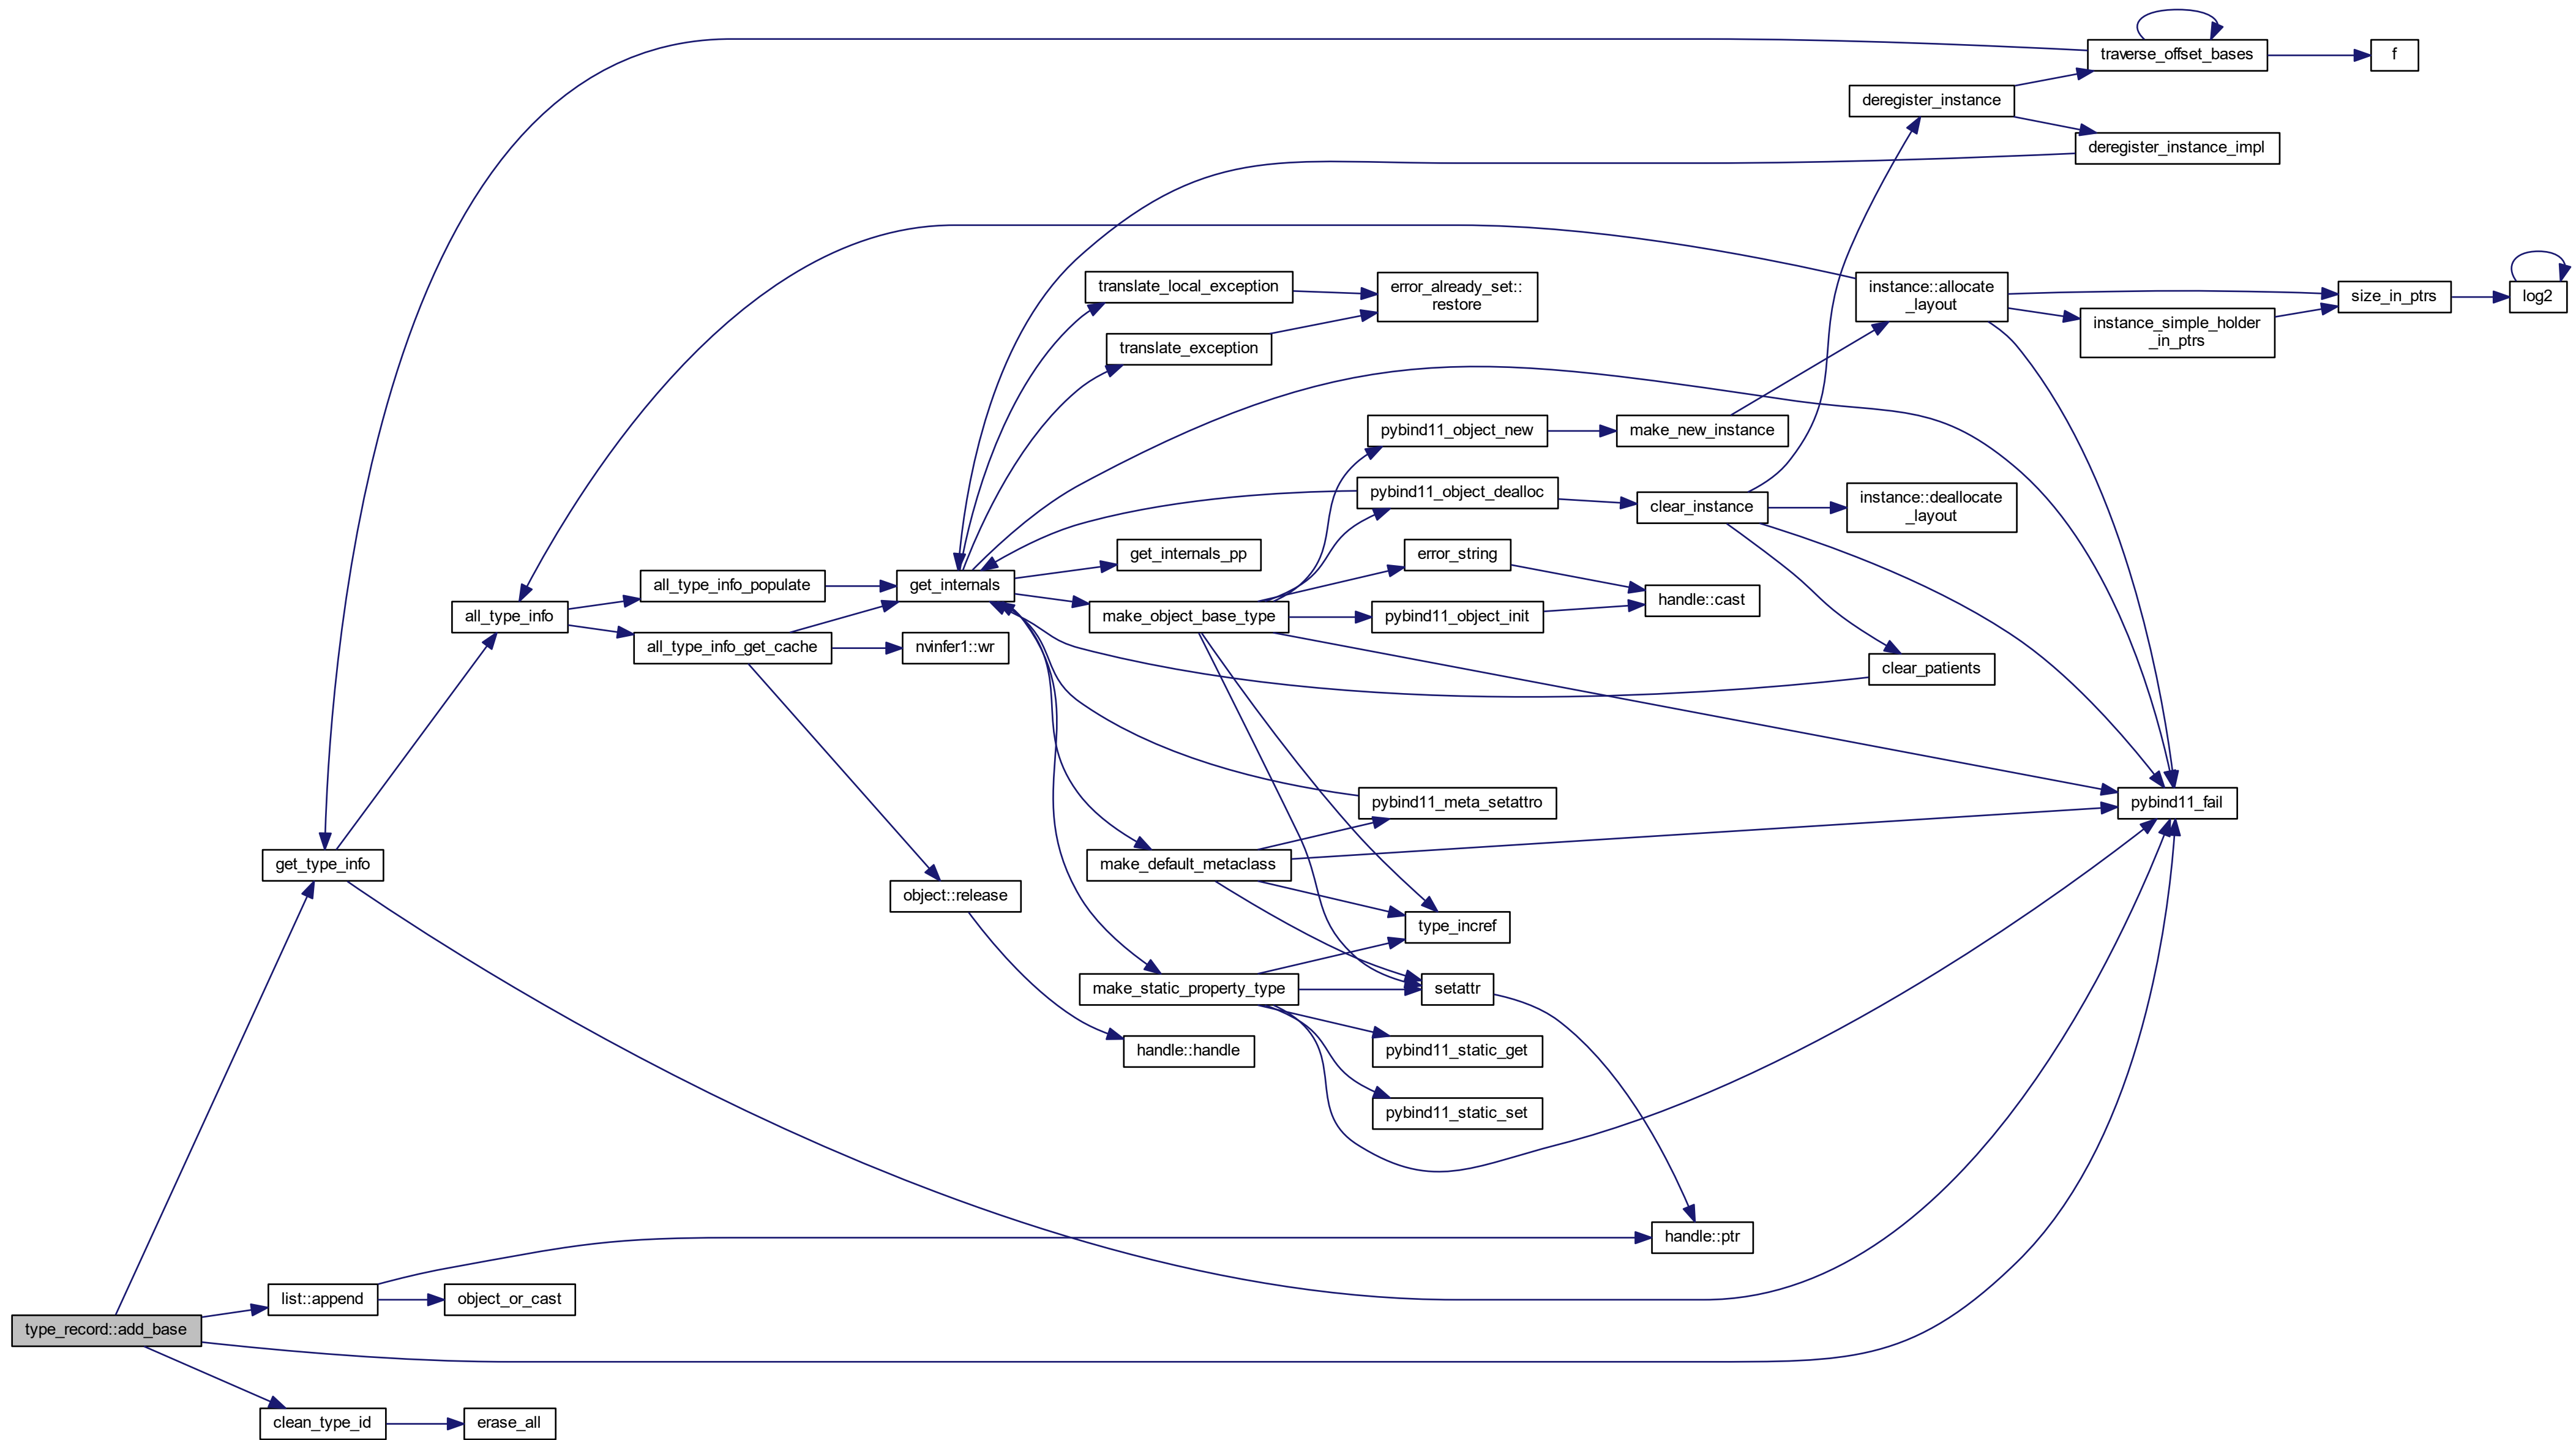 traverse_offset_bases
f
deregister_instance
deregister_instance_impl
translate_local_exception
error_already_set::
restore
instance::allocate
_layout
size_in_ptrs
log2
instance_simple_holder
_in_ptrs
translate_exception
pybind11_object_new
make_new_instance
pybind11_object_dealloc
clear_instance
instance::deallocate
_layout
get_internals_pp
error_string
all_type_info_populate
get_internals
handle::cast
all_type_info
make_object_base_type
pybind11_object_init
all_type_info_get_cache
nvinfer1::wr
clear_patients
pybind11_meta_setattro
pybind11_fail
get_type_info
make_default_metaclass
object::release
type_incref
make_static_property_type
setattr
handle::handle
pybind11_static_get
pybind11_static_set
handle::ptr
list::append
object_or_cast
type_record::add_base
clean_type_id
erase_all